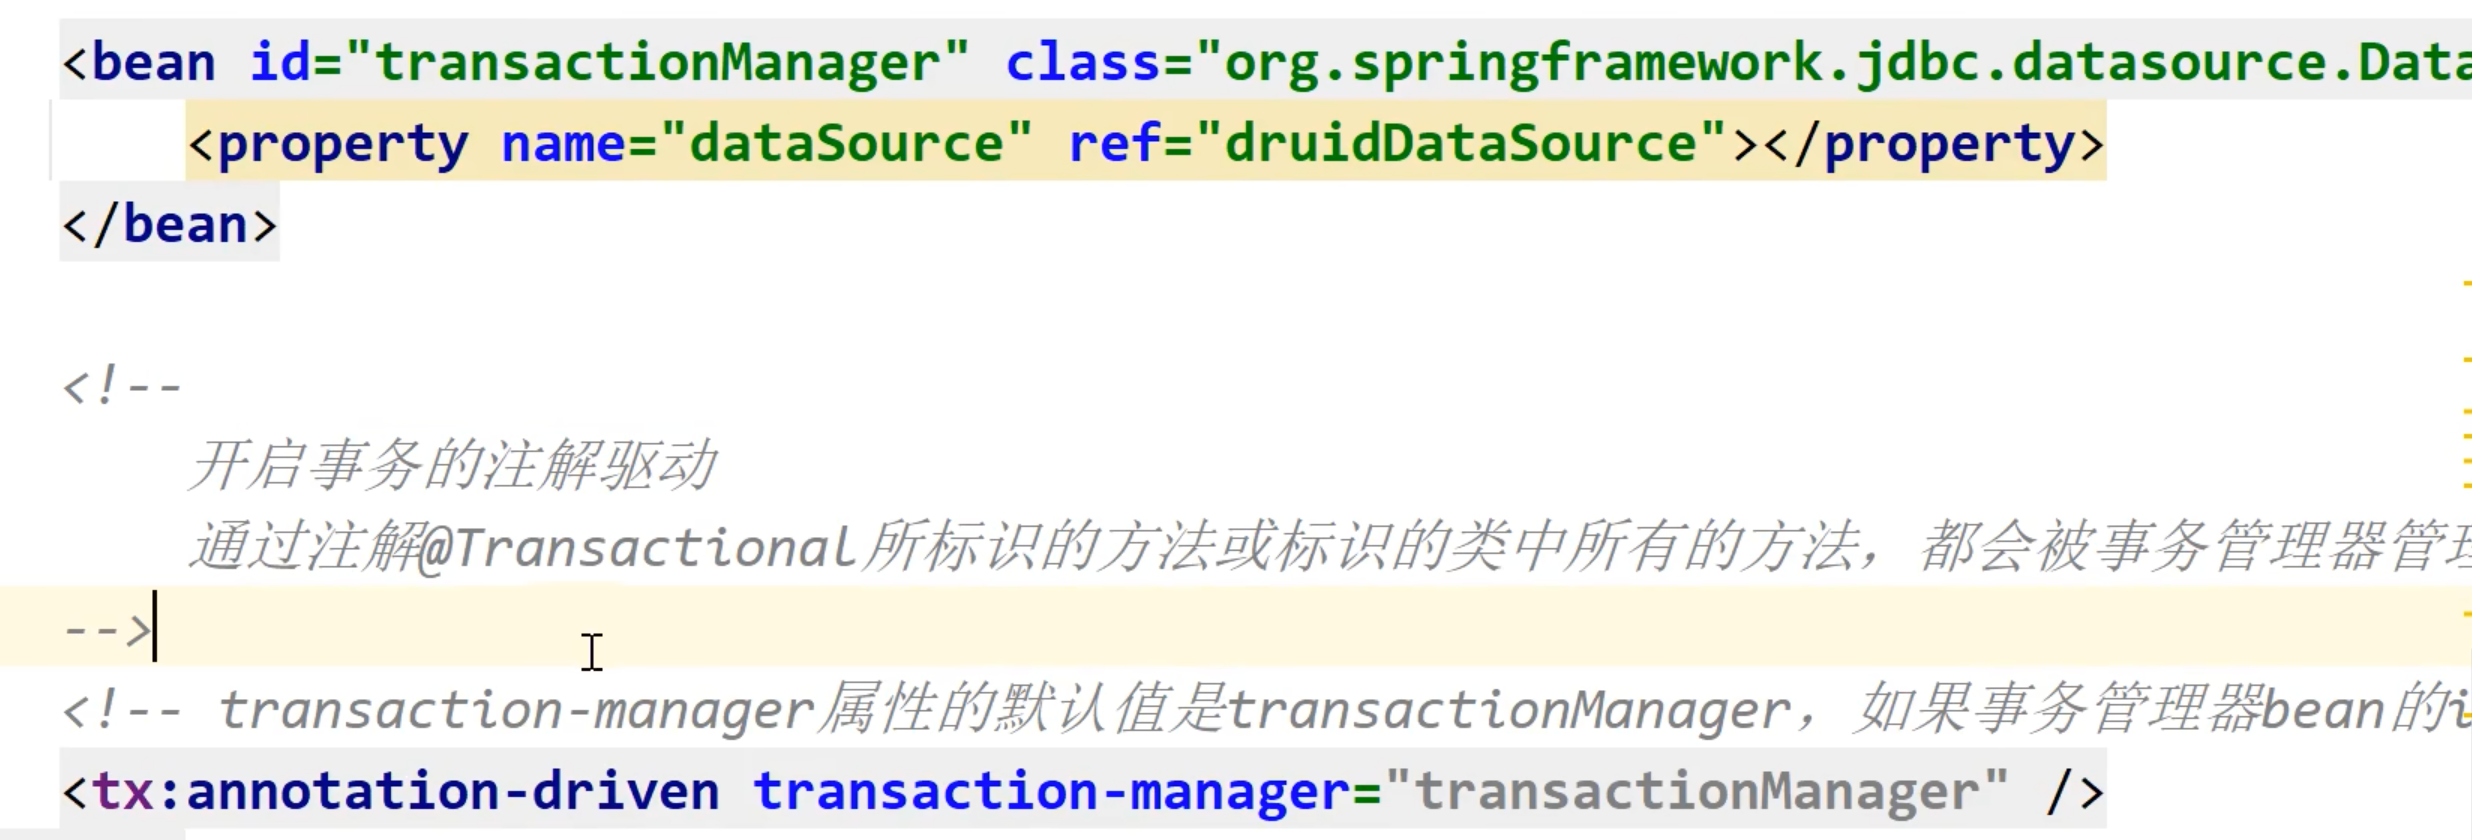 <bean id="transactionManager" class="org.springframework.jdbc.datasource.Data
<property name="dataSource" ref="druidDataSource"></property>
</bean>
<!--
开启事务的注解驱动
通过注解@Transactional所标识的方法或标识的类中所有的方法，都会被事务管理器管理
-->
<!-- transaction-manager属性的默认值是transactionManager，如果事务管理器bean的i
<tx:annotation-driven transaction-manager="transactionManager" />